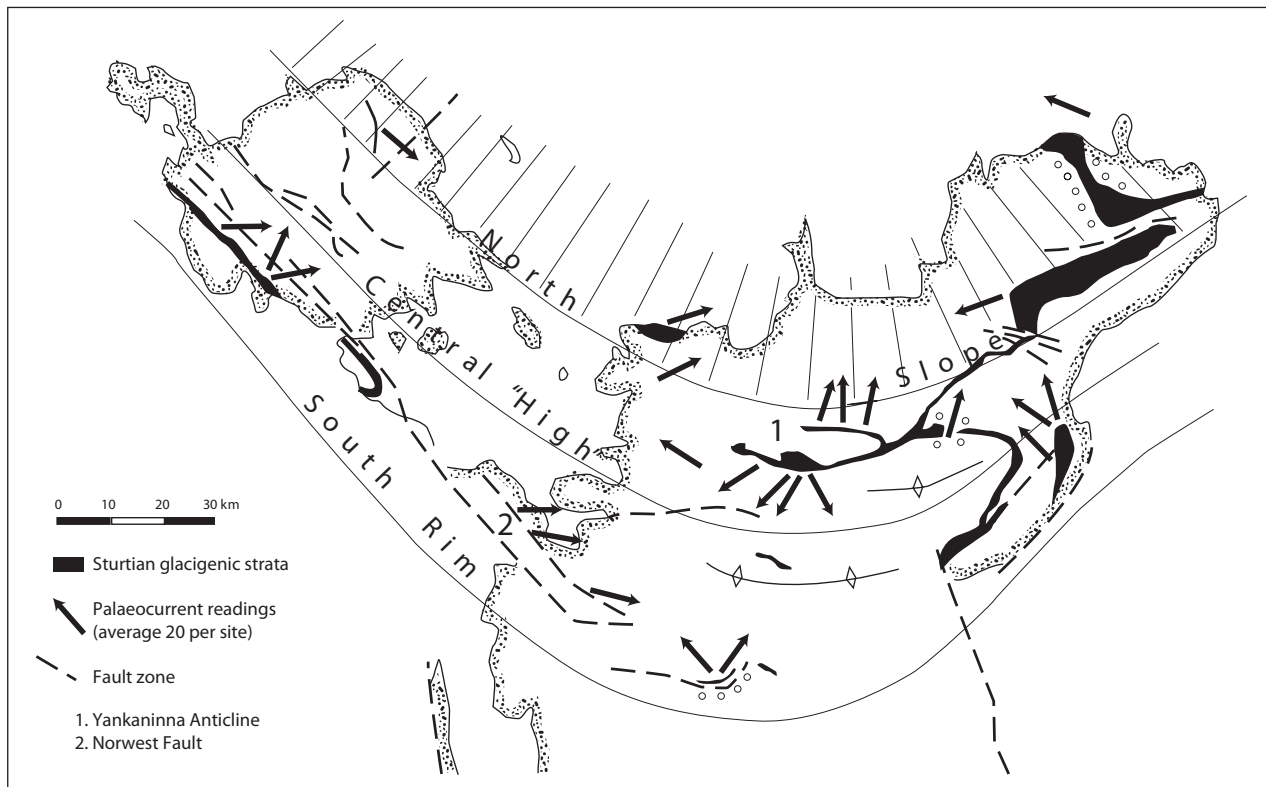 North
Slope
Central "High"
South
Rim
1
2
0 10 20 30 km
Sturtian glacigenic strata
Palaeocurrent readings
(average 20 per site)
Fault zone
1. Yankaninna Anticline
2. Norwest Fault